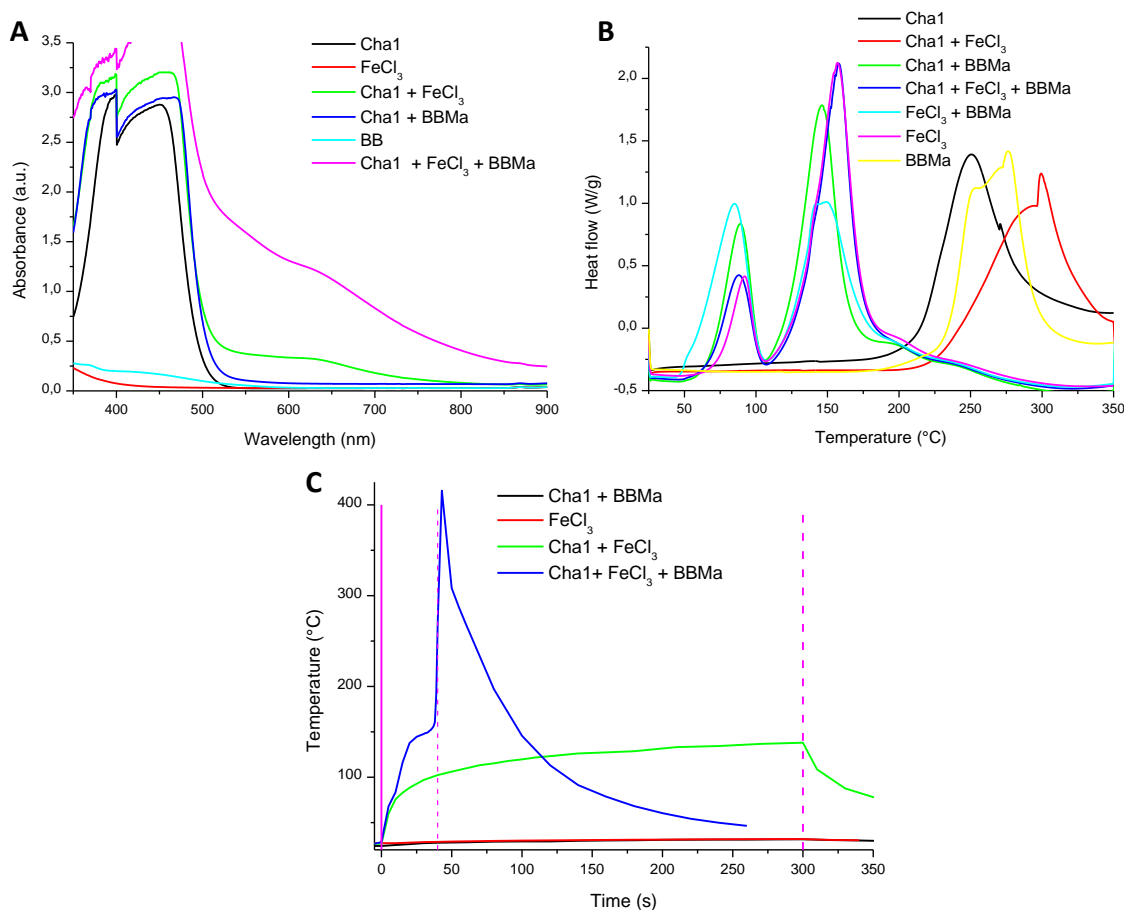 A
Cha1
FeCl₃
Cha1 + FeCl₃
Cha1 + BBMa
BB
Cha1 + FeCl₃ + BBMa
3,5
3,0
2,5
2,0
1,5
1,0
0,5
0,0
Absorbance (a.u.)
400 500 600 700 800 900
Wavelength (nm)
B
Cha1
Cha1 + FeCl₃
Cha1 + BBMa
Cha1 + FeCl₃ + BBMa
FeCl₃ + BBMa
FeCl₃
BBMa
2,0
1,5
1,0
0,5
0,0
-0,5
Heat flow (W/g)
50 100 150 200 250 300 350
Temperature (°C)
C
Cha1 + BBMa
FeCl₃
Cha1 + FeCl₃
Cha1+ FeCl₃ + BBMa
400
300
200
100
Temperature (°C)
0 50 100 150 200 250 300 350
Time (s)